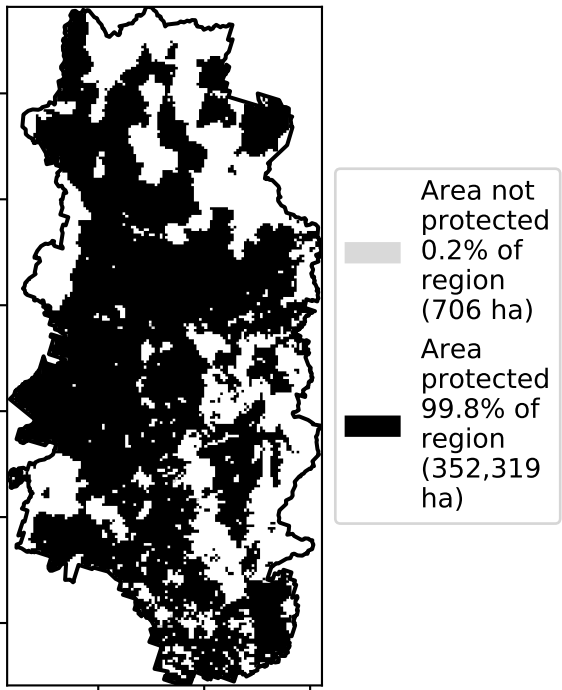 Area not
protected
0.2% of
region
(706 ha)
Area
protected
99.8% of
region
(352,319
ha)